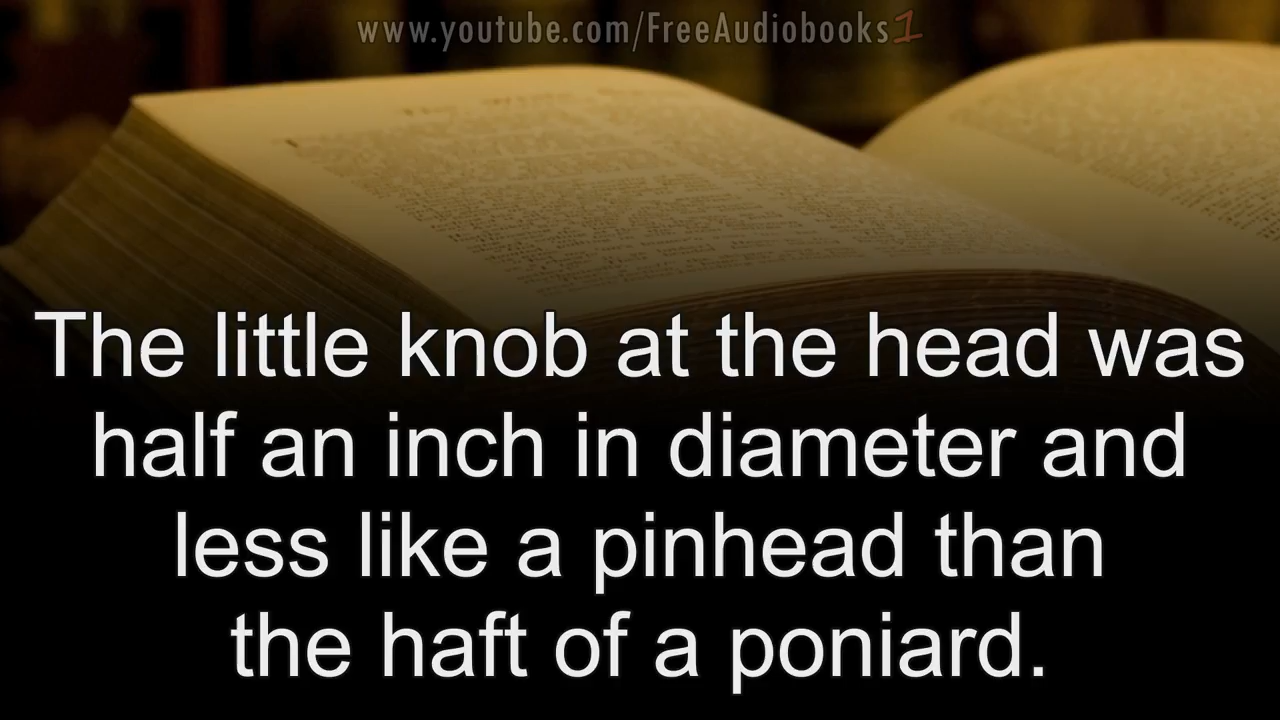 www.youtube.com/FreeAudiobooks1
The little knob at the head was
half an inch in diameter and
less like a pinhead than
the haft of a poniard.